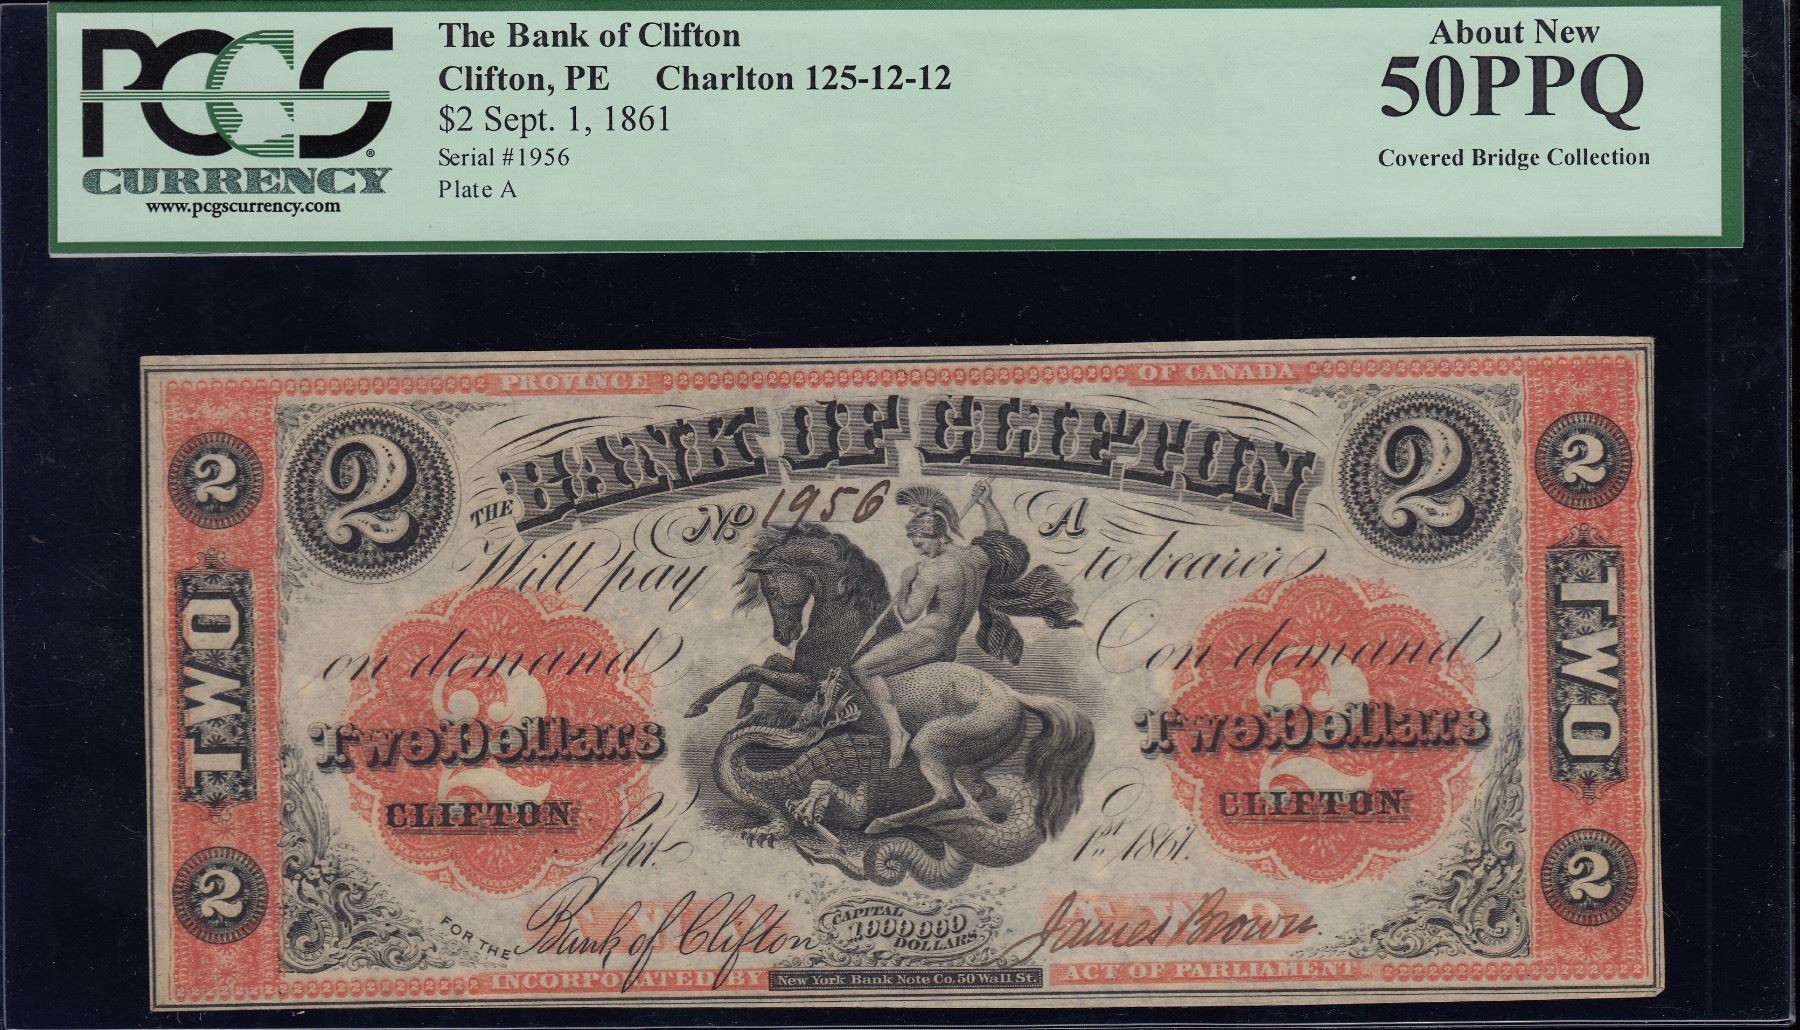 PCGS®
CURRENCY
www.pcgscurrency.com
The Bank of Clifton
Clifton, PE Charlton 125-12-12
$2 Sept. 1, 1861
Serial #1956
Plate A
About New
50PPQ
Covered Bridge Collection
PROVINCE OF CANADA
2 2 2 2
THE BANK OF CLIFTON
No 1956 A
Will pay to bearer
on demand on demand
TWO TWO
2 2
Two Dollars Two Dollars
CLIFTON CLIFTON
Sept. 1st 1861.
2 2
FOR THE Bank of Clifton
CAPITAL
1000000
DOLLARS
James Brown.
INCORPORATED BY New York Bank Note Co. 50 Wall St. ACT OF PARLIAMENT